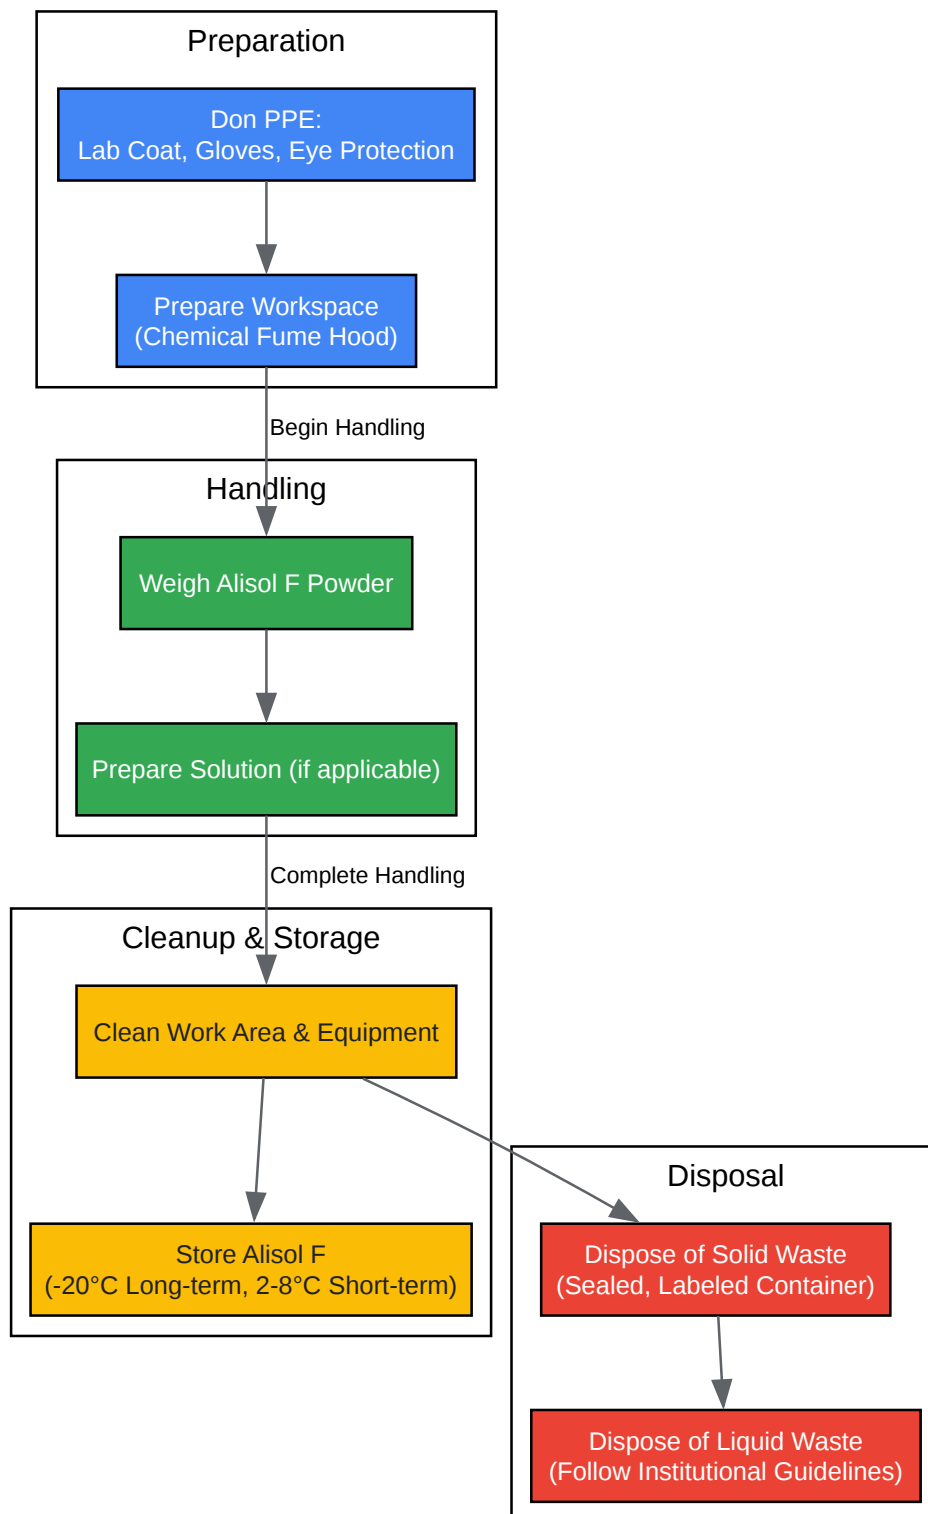 Preparation
Don PPE:
Lab Coat, Gloves, Eye Protection
Prepare Workspace
(Chemical Fume Hood)
Begin Handling
Handling
Weigh Alisol F Powder
Prepare Solution (if applicable)
Complete Handling
Cleanup & Storage
Clean Work Area & Equipment
Store Alisol F
(-20°C Long-term, 2-8°C Short-term)
Disposal
Dispose of Solid Waste
(Sealed, Labeled Container)
Dispose of Liquid Waste
(Follow Institutional Guidelines)